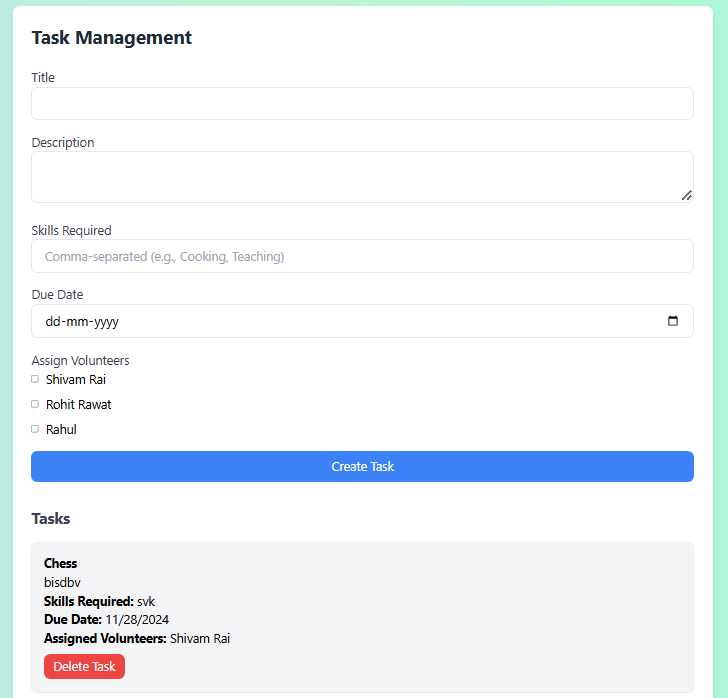 Task Management
Title
Description
Skills Required
Comma-separated (e.g., Cooking, Teaching)
Due Date
dd-mm-yyyy
Assign Volunteers
Shivam Rai
Rohit Rawat
Rahul
Create Task
Tasks
Chess
bisdbv
Skills Required: svk
Due Date: 11/28/2024
Assigned Volunteers: Shivam Rai
Delete Task